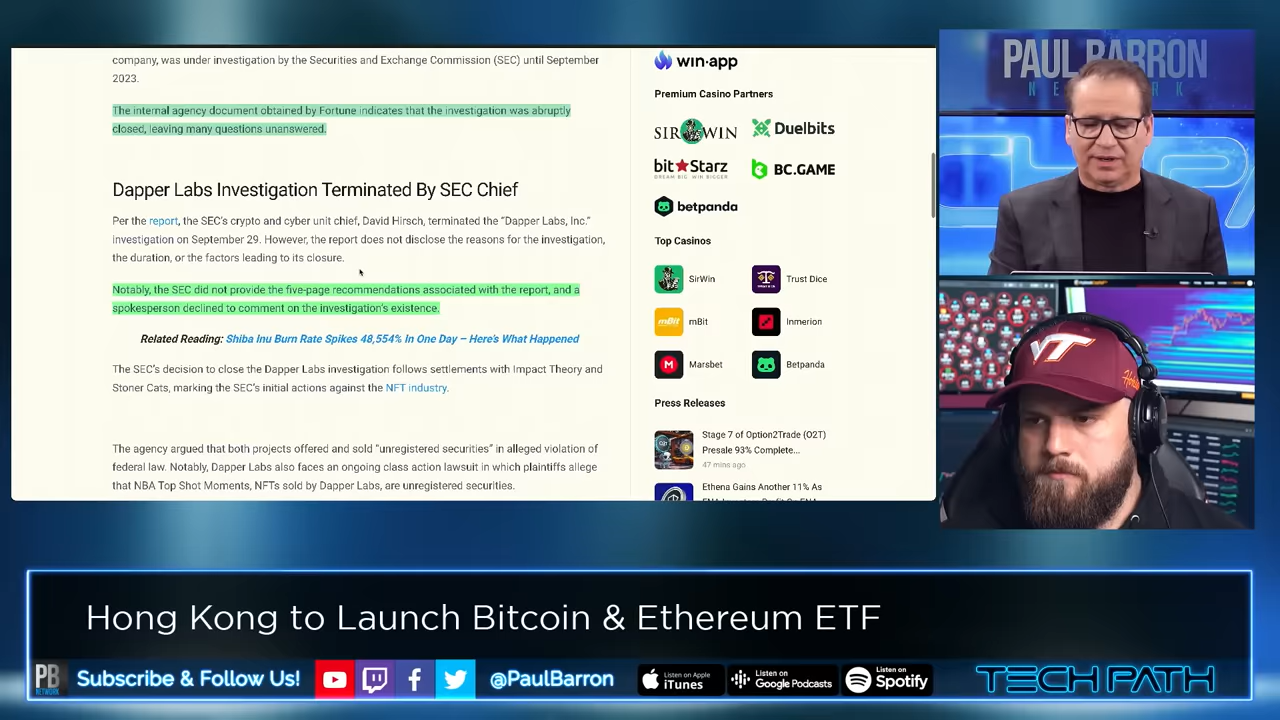 company, was under investigation by the Securities and Exchange Commission (SEC) until September
2023.
The internal agency document obtained by Fortune indicates that the investigation was abruptly
closed, leaving many questions unanswered.
Dapper Labs Investigation Terminated By SEC Chief
Per the report, the SEC's crypto and cyber unit chief, David Hirsch, terminated the “Dapper Labs, Inc.”
investigation on September 29. However, the report does not disclose the reasons for the investigation,
the duration, or the factors leading to its closure.
Notably, the SEC did not provide the five-page recommendations associated with the report, and a
spokesperson declined to comment on the investigation's existence.
Related Reading: Shiba Inu Burn Rate Spikes 48,554% In One Day – Here's What Happened
The SEC's decision to close the Dapper Labs investigation follows settlements with Impact Theory and
Stoner Cats, marking the SEC's initial actions against the NFT industry.
The agency argued that both projects offered and sold “unregistered securities” in alleged violation of
federal law. Notably, Dapper Labs also faces an ongoing class action lawsuit in which plaintiffs allege
that NBA Top Shot Moments, NFTs sold by Dapper Labs, are unregistered securities.
win·app
Premium Casino Partners
SIR WIN
Duelbits
bit★Starz
DREAM BIG. WIN BIGGER
BC.GAME
betpanda
Top Casinos
SirWin
Trust Dice
mBit
mBit
Inmerion
Marsbet
Betpanda
Press Releases
Stage 7 of Option2Trade (O2T)
Presale 93% Complete...
47 mins ago
Ethena Gains Another 11% As
PAUL BARRON
NETWORK
VT
Hokies
Hong Kong to Launch Bitcoin & Ethereum ETF
PB
NETWORK
Subscribe & Follow Us!
@PaulBarron
Listen on Apple
iTunes
Listen on
Google Podcasts
Listen on
Spotify
TECH PATH